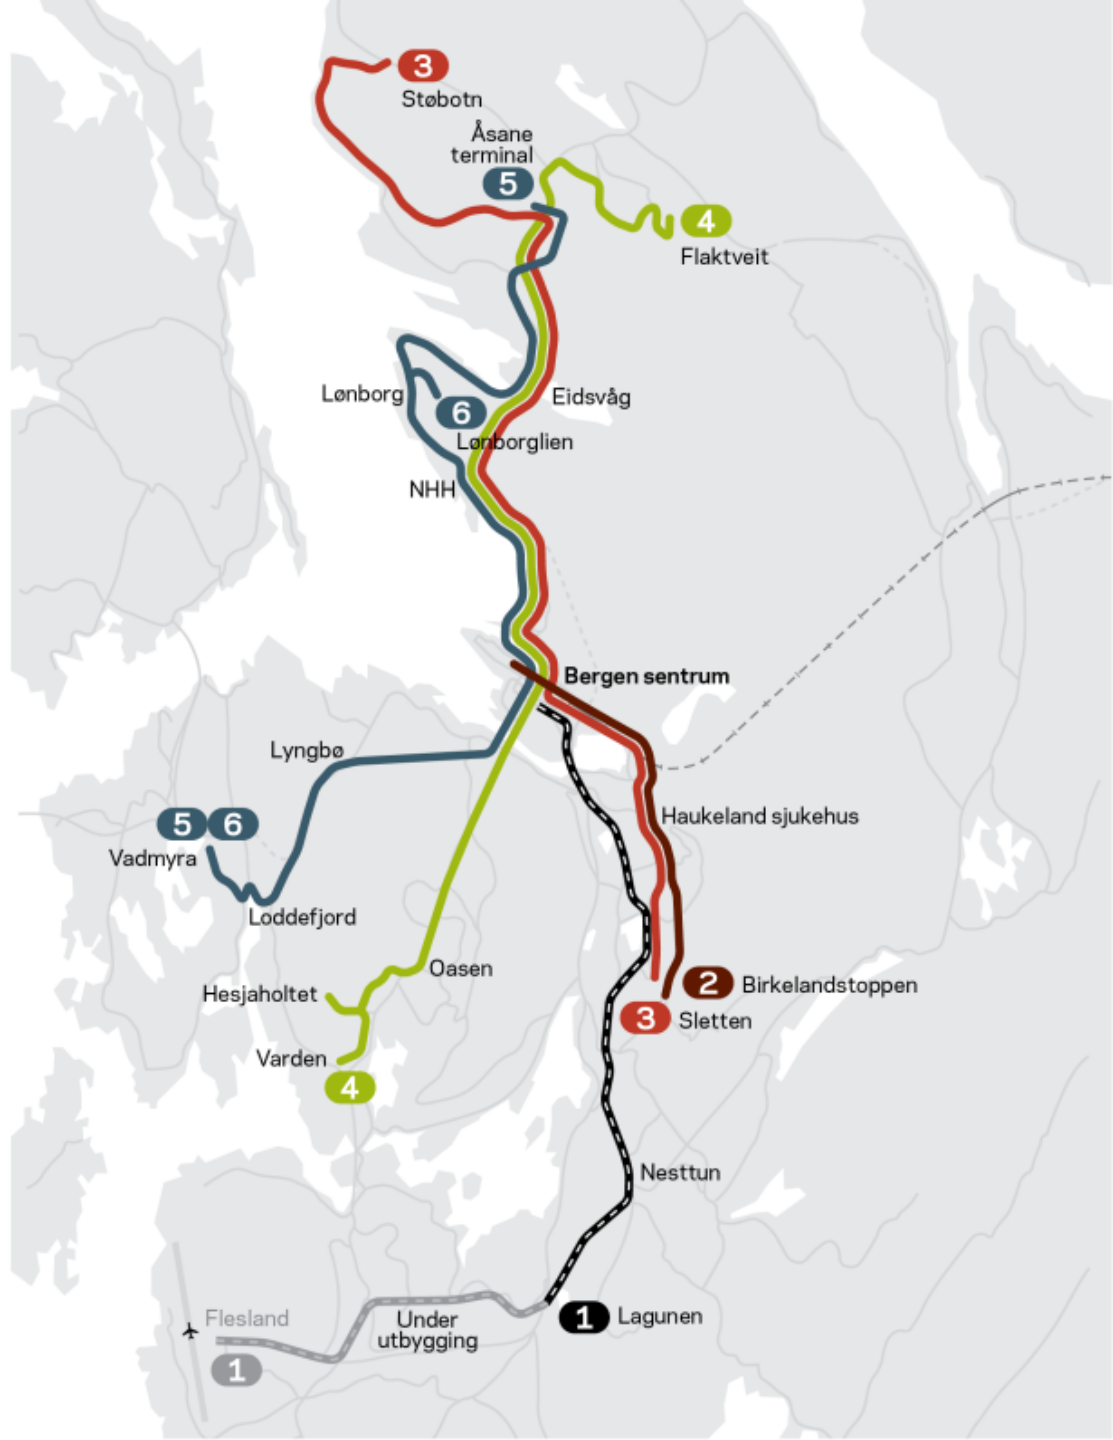 3
Støbotn
Åsane
terminal
5
4
Flaktveit
Lønborg
Eidsvåg
6
Lønborglien
NHH
Bergen sentrum
Lyngbø
5 6
Vadmyra
Haukeland sjukehus
Loddefjord
Oasen
Hesjaholtet
2 Birkelandstoppen
3 Sletten
Varden
4
Nesttun
Flesland
1
Under
utbygging
1 Lagunen